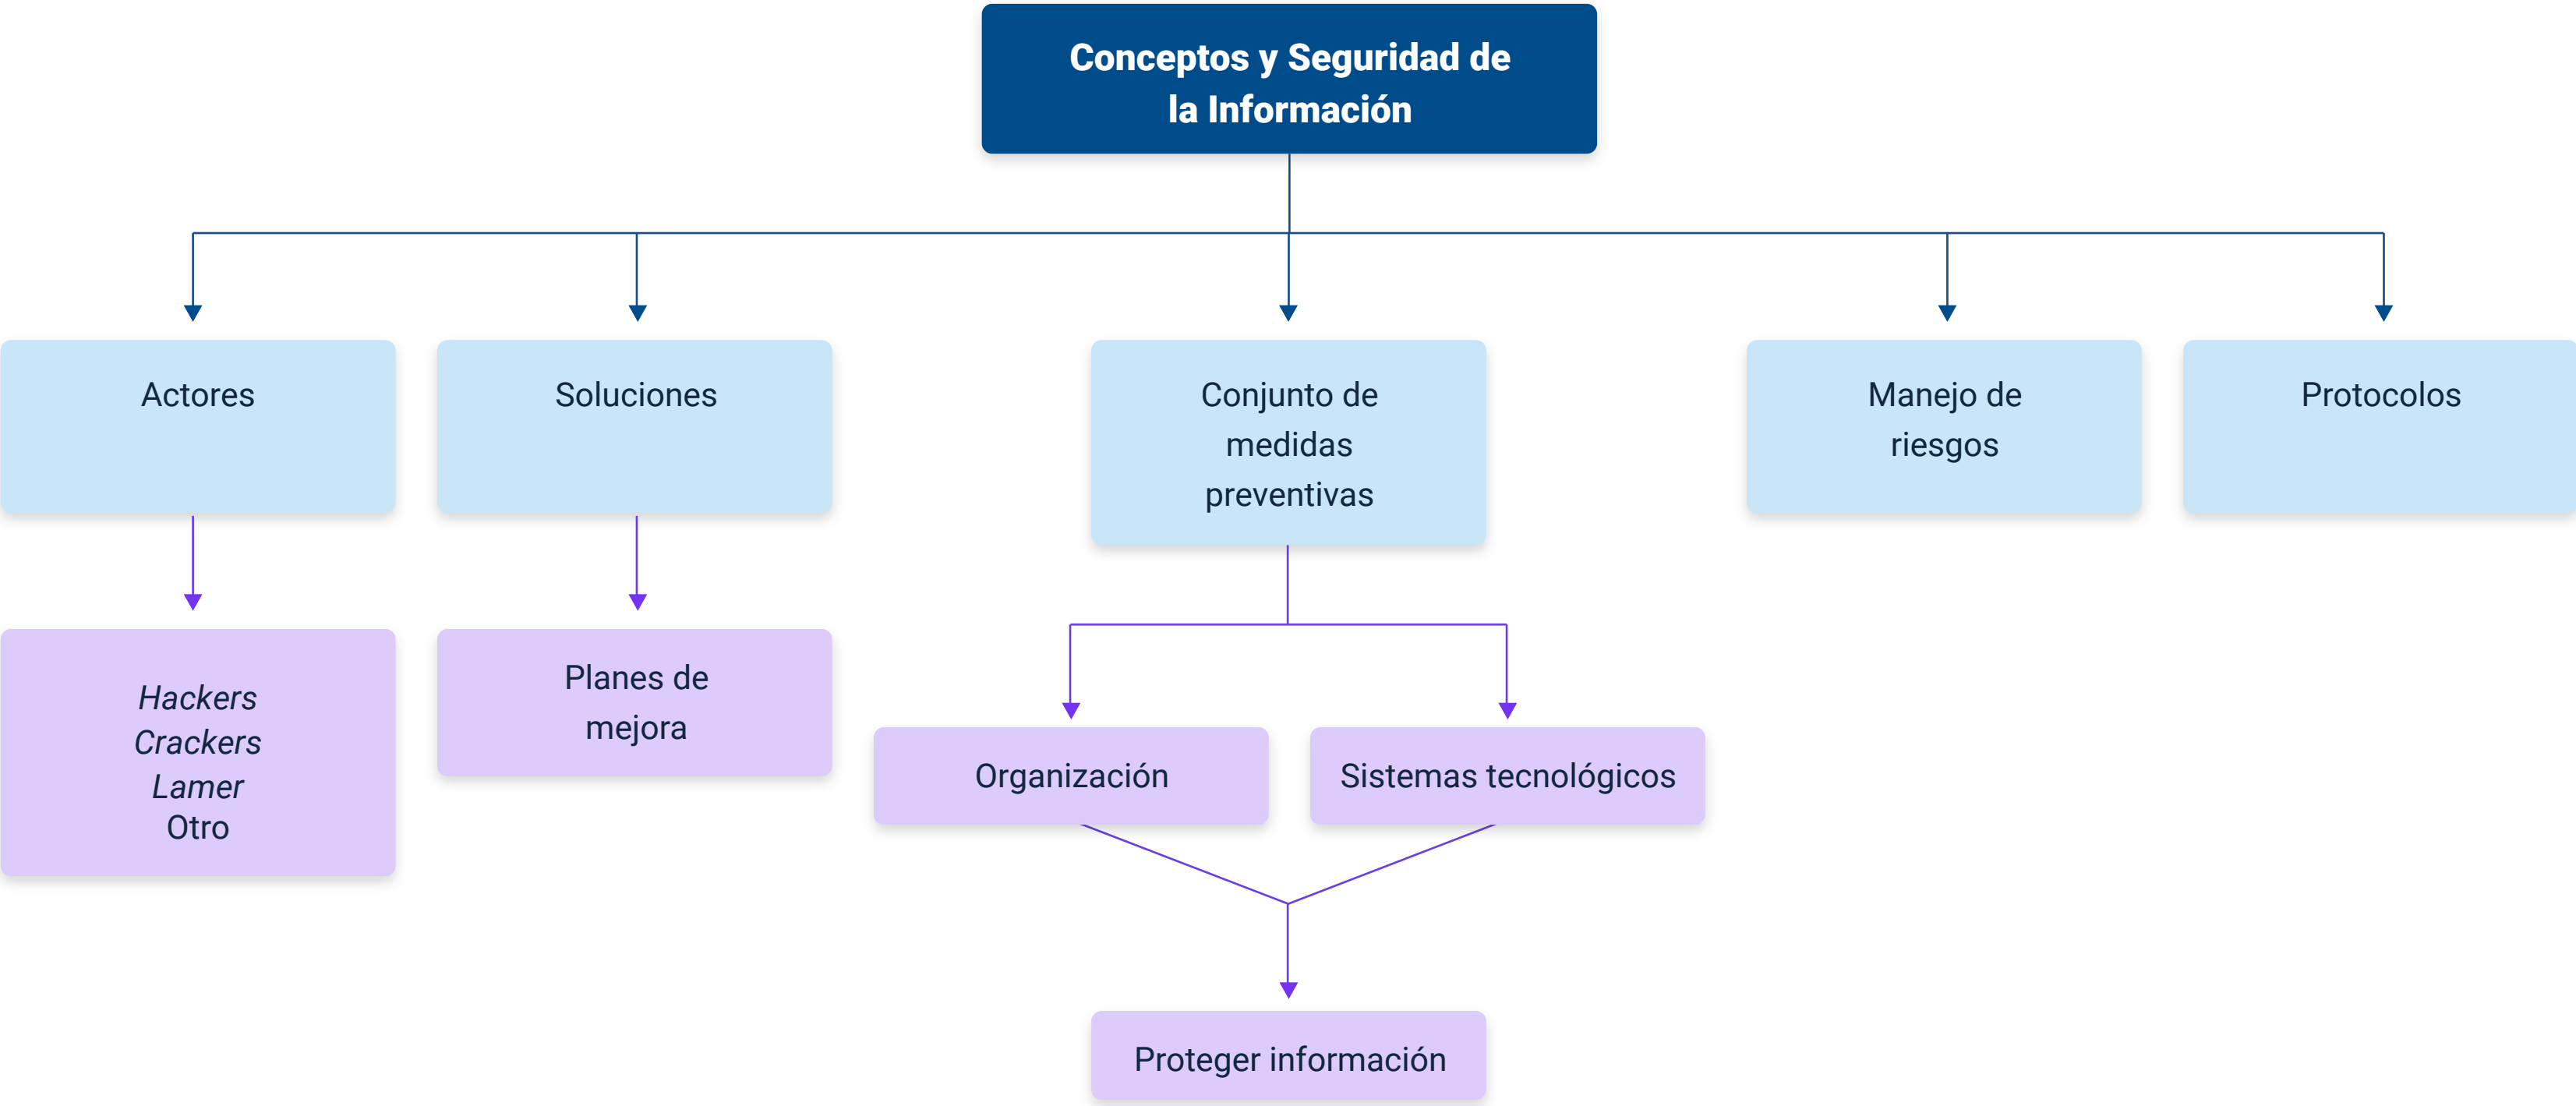 Conceptos y Seguridad de
la Información
Actores
Soluciones
Conjunto de
medidas
preventivas
Manejo de
riesgos
Protocolos
Hackers
Crackers
Lamer
Otro
Planes de
mejora
Organización
Sistemas tecnológicos
Proteger información